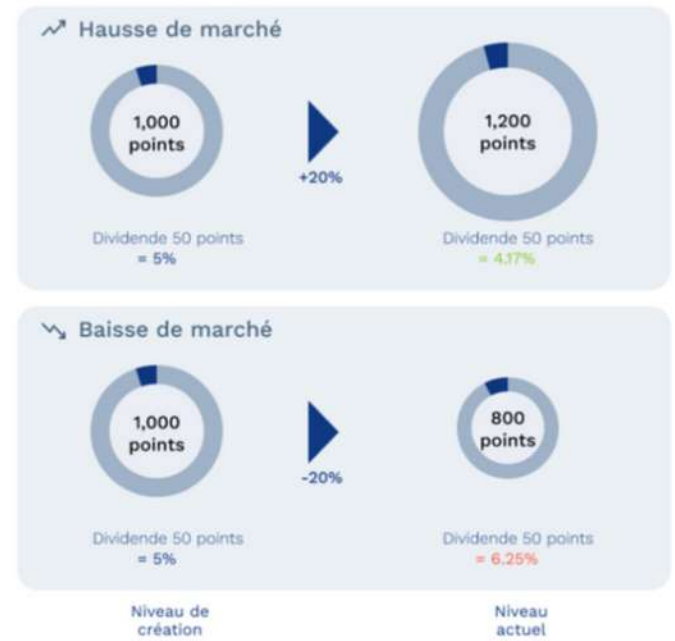 Hausse de marché
1,000
points
+20%
1,200
points
Dividende 50 points
= 5%
Dividende 50 points
= 4.17%
Baisse de marché
1,000
points
-20%
800
points
Dividende 50 points
= 5%
Dividende 50 points
= 6.25%
Niveau de
création
Niveau
actuel